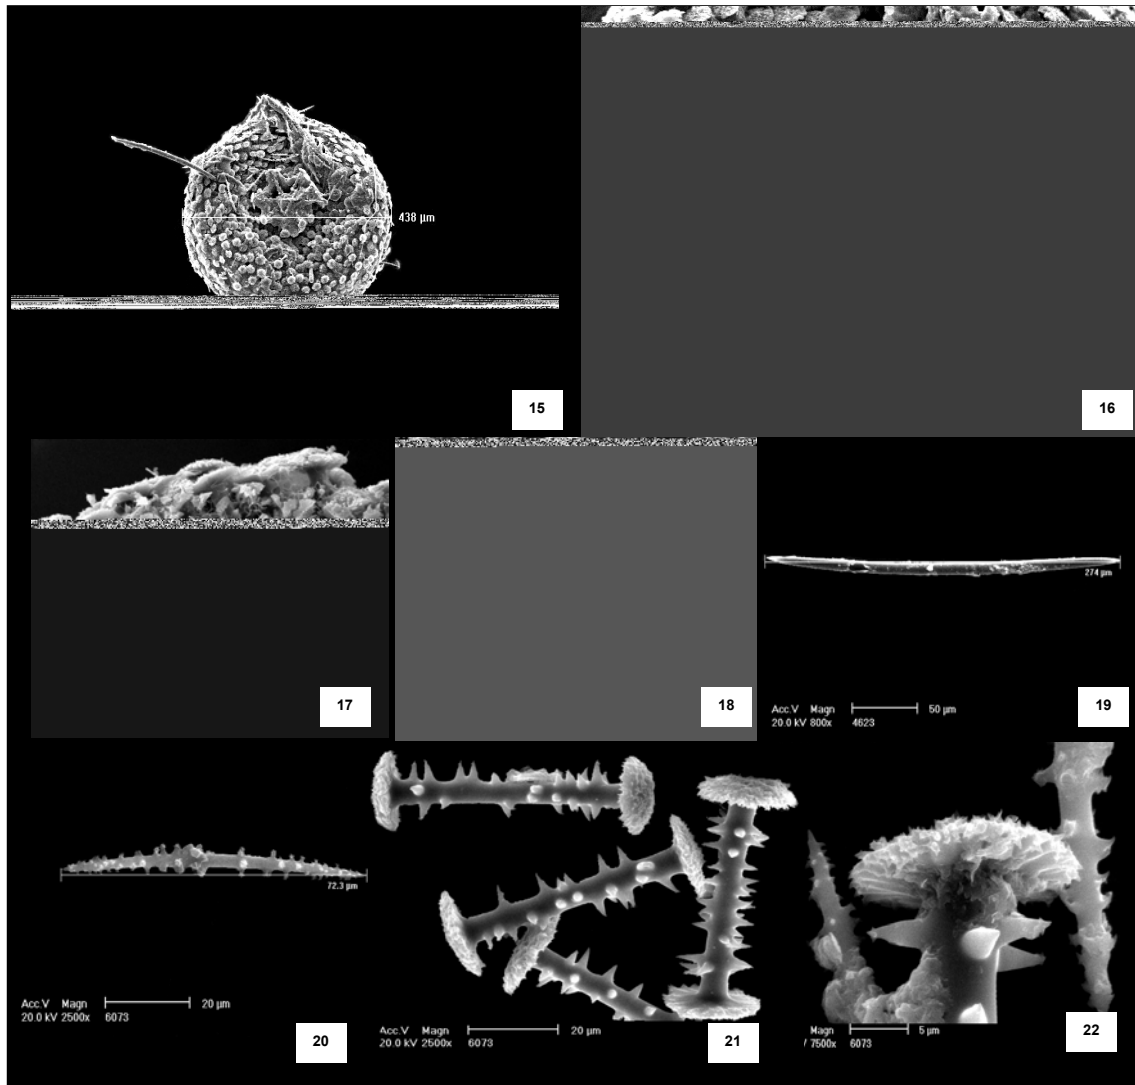 438 µm
15
16
17
18
274 µm
Acc.V Magn 50 µm
20.0 kV 800x 4623
19
72.3 µm
Acc.V Magn 20 µm
20.0 kV 2500x 6073
20
Acc.V Magn 20 µm
20.0 kV 2500x 6073
21
Magn 5 µm
7500x 6073
22